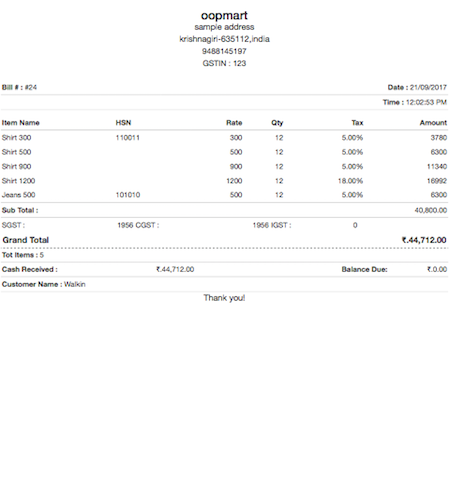 oopmart
sample address
krishnagiri-635112,india
9488145197
GSTIN : 123
Bill # : #24 Date : 21/09/2017
Time : 12:02:53 PM
Item Name HSN Rate Qty Tax Amount
Shirt 300 110011 300 12 5.00% 3780
Shirt 500 500 12 5.00% 6300
Shirt 900 900 12 5.00% 11340
Shirt 1200 1200 12 18.00% 16992
Jeans 500 101010 500 12 5.00% 6300
Sub Total : 40,800.00
SGST : 1956 CGST : 1956 IGST : 0
Grand Total ₹.44,712.00
Tot Items : 5
Cash Received : ₹.44,712.00 Balance Due: ₹.0.00
Customer Name : Walkin
Thank you!